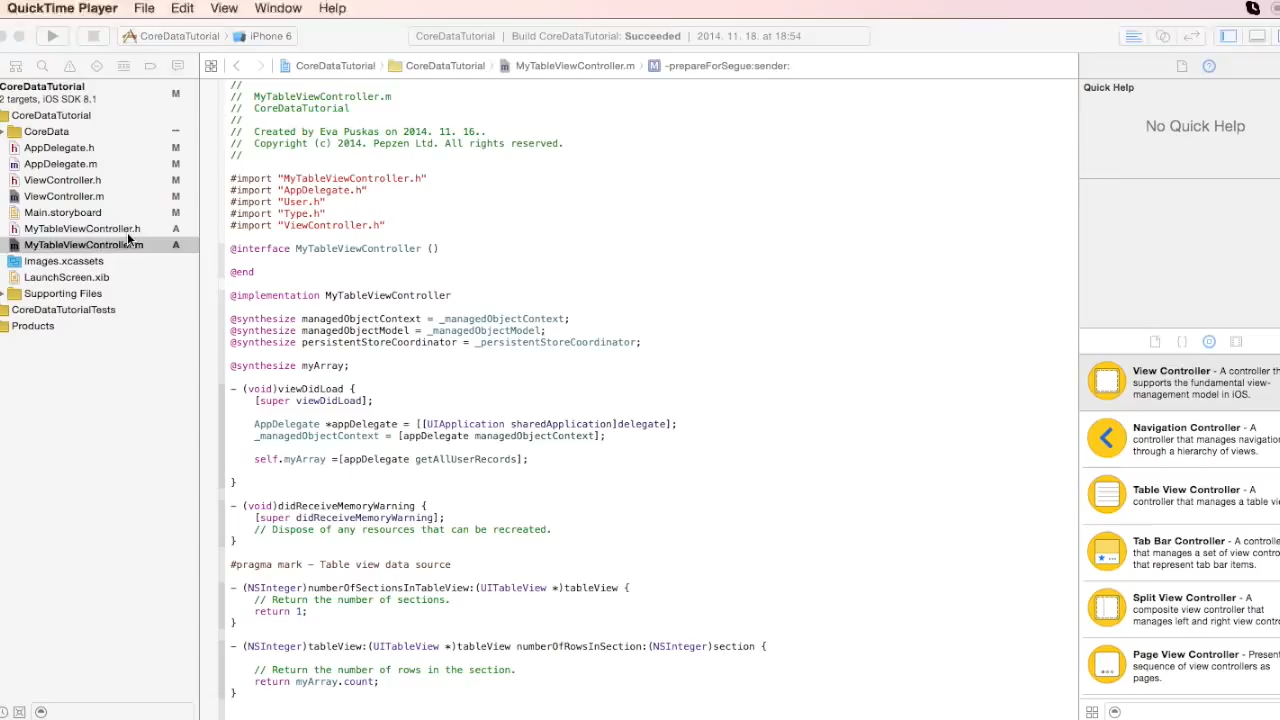 QuickTime Player File Edit View Window Help
CoreDataTutorial iPhone 6 CoreDataTutorial | Build CoreDataTutorial: Succeeded | 2014. 11. 18. at 18:54
CoreDataTutorial CoreDataTutorial MyTableViewController.m -prepareForSegue:sender:
CoreDataTutorial M
2 targets, iOS SDK 8.1
CoreDataTutorial
CoreData
AppDelegate.h M
AppDelegate.m M
ViewController.h M
ViewController.m M
Main.storyboard M
MyTableViewController.h A
MyTableViewController.m A
Images.xcassets
LaunchScreen.xib
Supporting Files
CoreDataTutorialTests
Products
//
// MyTableViewController.m
// CoreDataTutorial
//
// Created by Eva Puskas on 2014. 11. 16..
// Copyright (c) 2014. Pepzen Ltd. All rights reserved.
//
#import "MyTableViewController.h"
#import "AppDelegate.h"
#import "User.h"
#import "Type.h"
#import "ViewController.h"
@interface MyTableViewController ()
@end
@implementation MyTableViewController
@synthesize managedObjectContext = _managedObjectContext;
@synthesize managedObjectModel = _managedObjectModel;
@synthesize persistentStoreCoordinator = _persistentStoreCoordinator;
@synthesize myArray;
- (void)viewDidLoad {
[super viewDidLoad];
AppDelegate *appDelegate = [[UIApplication sharedApplication]delegate];
_managedObjectContext = [appDelegate managedObjectContext];
self.myArray =[appDelegate getAllUserRecords];
}
- (void)didReceiveMemoryWarning {
[super didReceiveMemoryWarning];
// Dispose of any resources that can be recreated.
}
#pragma mark - Table view data source
- (NSInteger)numberOfSectionsInTableView:(UITableView *)tableView {
// Return the number of sections.
return 1;
}
- (NSInteger)tableView:(UITableView *)tableView numberOfRowsInSection:(NSInteger)section {
// Return the number of rows in the section.
return myArray.count;
}
Quick Help
No Quick Help
View Controller - A controller th
supports the fundamental view-
management model in iOS.
Navigation Controller - A
controller that manages navigatio
through a hierarchy of views.
Table View Controller - A
controller that manages a table vi
Tab Bar Controller - A controlle
that manages a set of view contro
that represent tab bar items.
Split View Controller - A
composite view controller that
manages left and right view contr
Page View Controller - Present
sequence of view controllers as
pages.